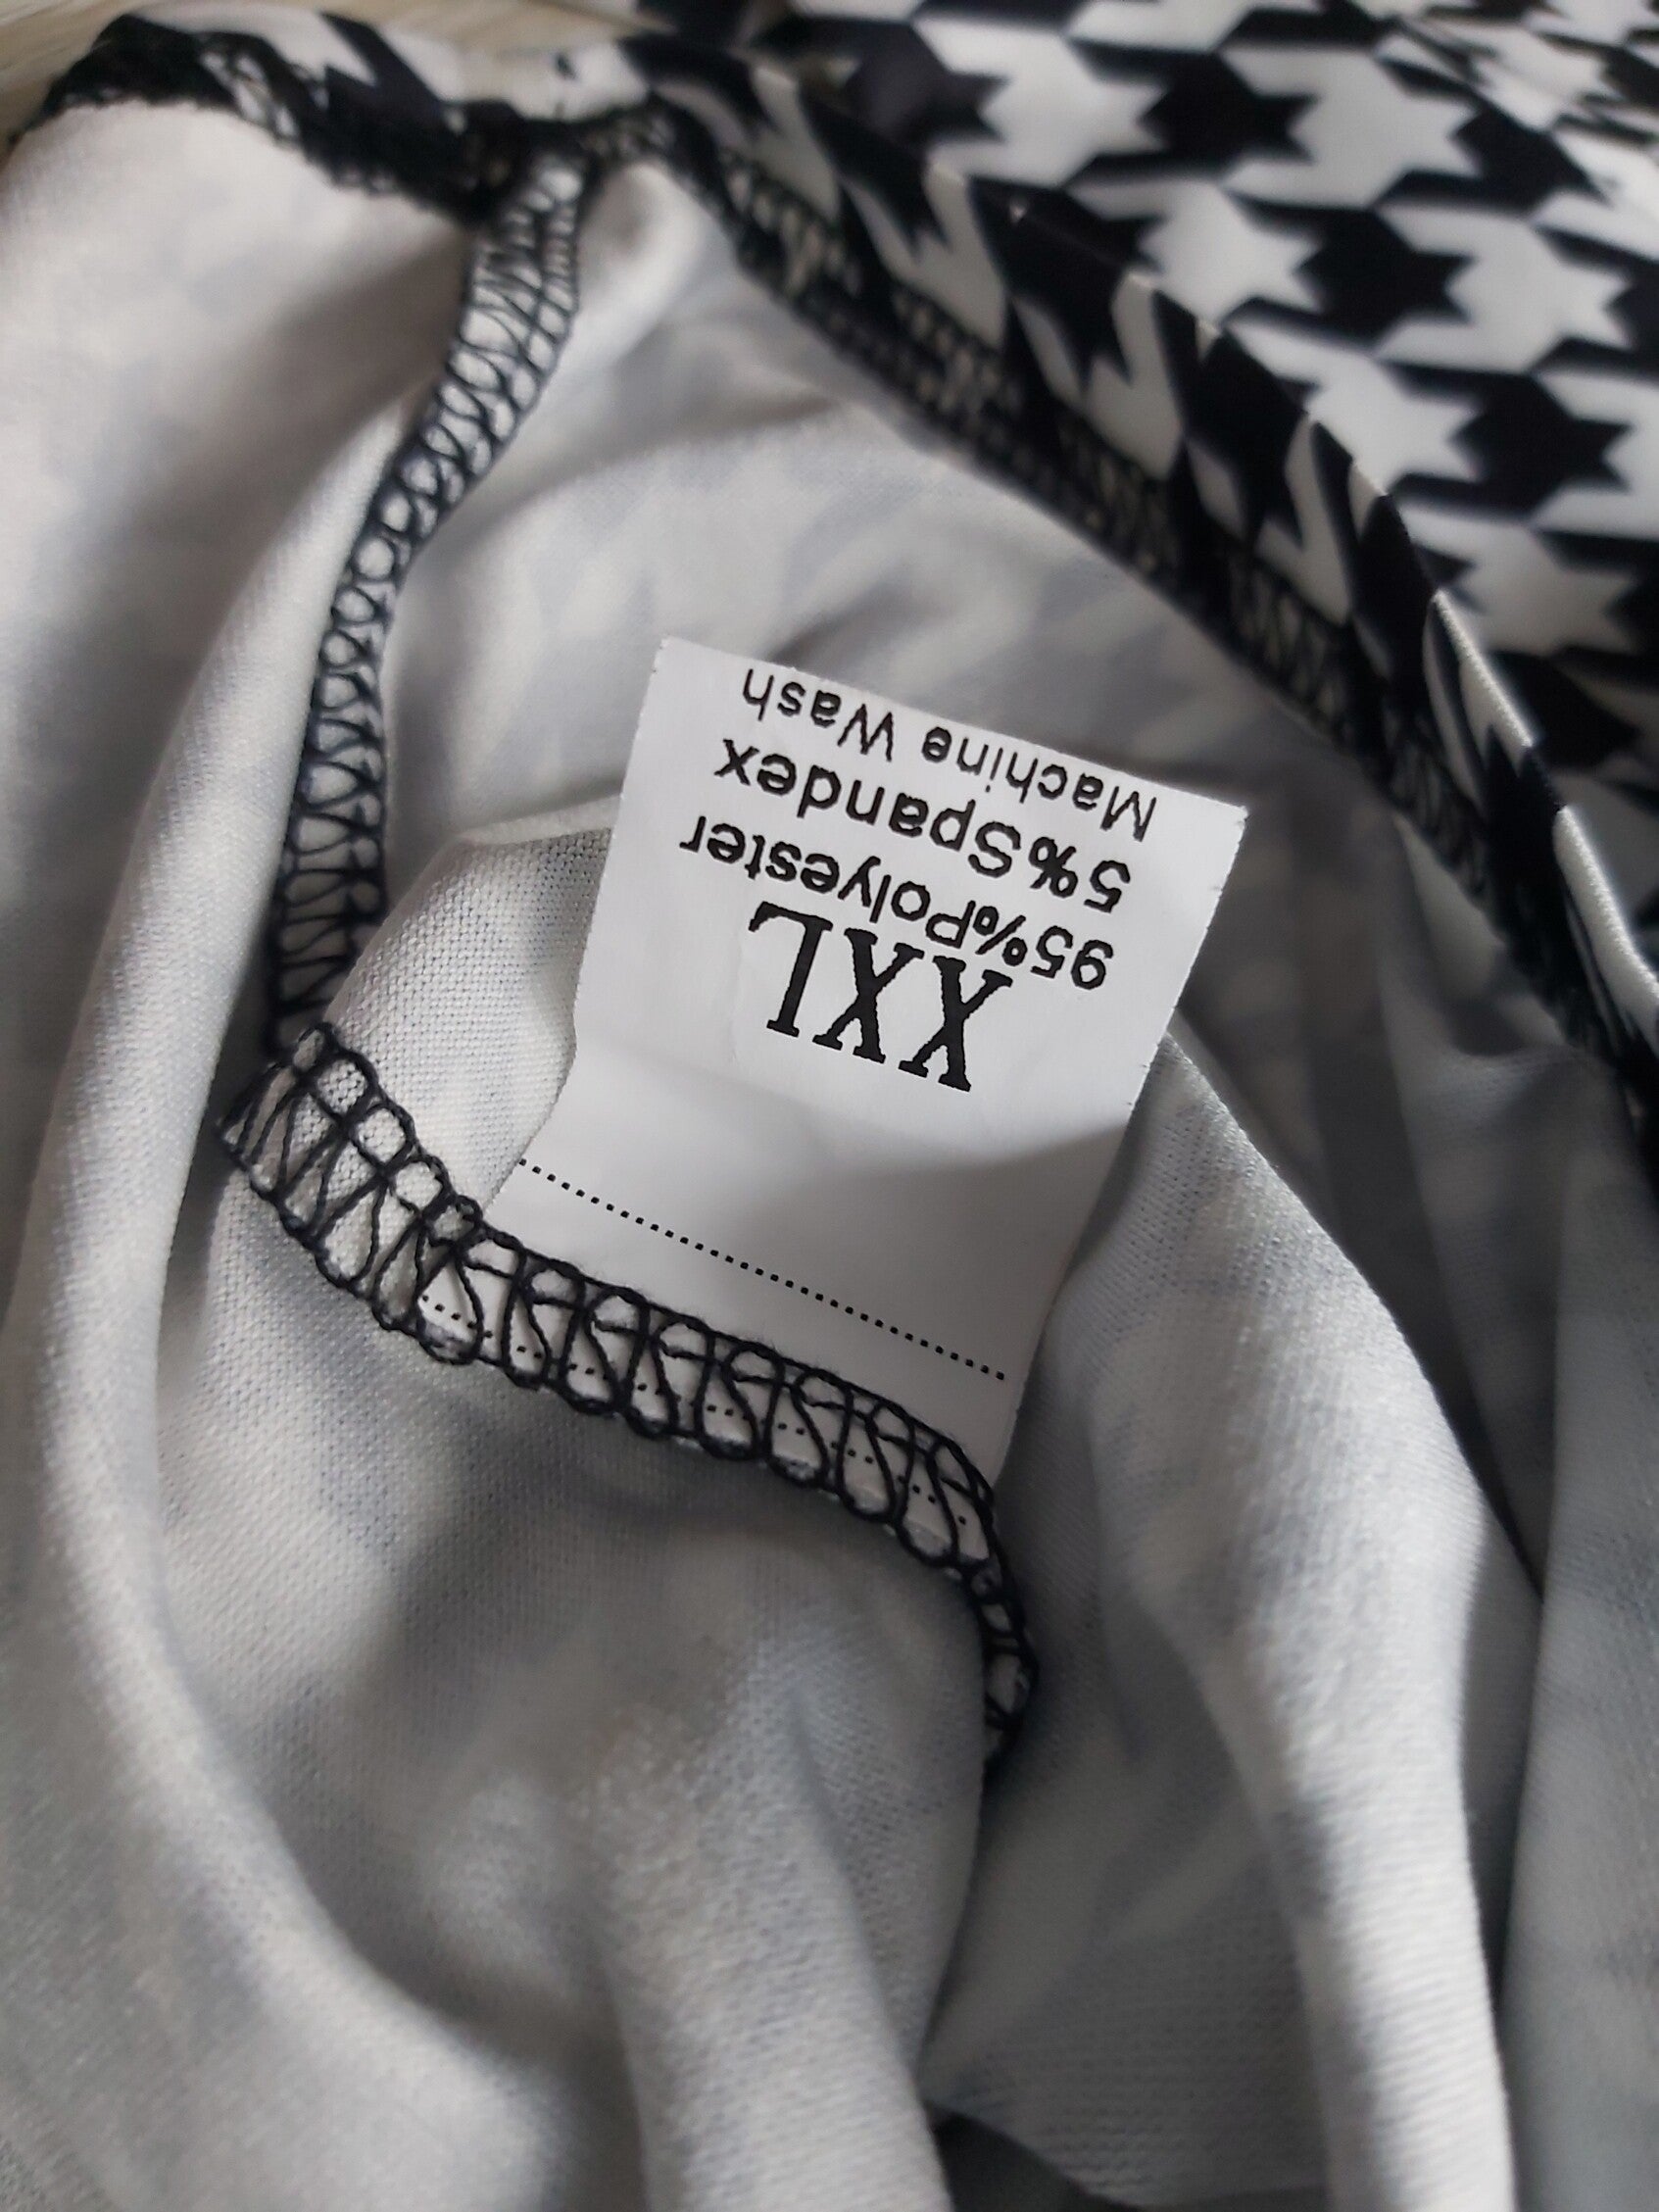 XXL
95%Polyester
5%Spandex
Machine Wash